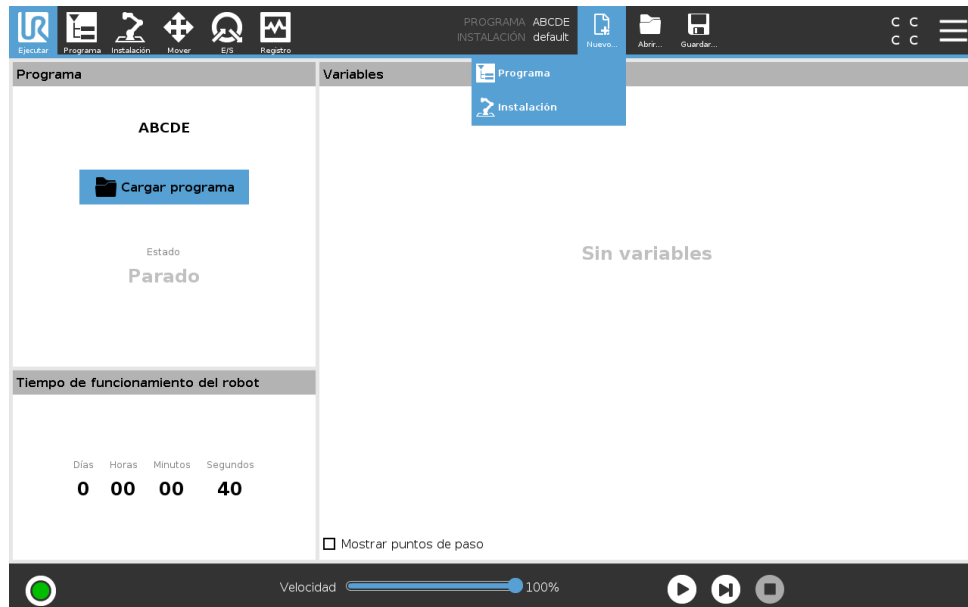 UR
PROGRAMA ABCDE
INSTALACIÓN default
Ejecutar Programa Instalación Mover E/S Registro Nuevo... Abrir... Guardar...
C C
C C
Programa
Instalación
Programa
Variables
ABCDE
Cargar programa
Estado
Parado
Sin variables
Tiempo de funcionamiento del robot
Días Horas Minutos Segundos
0 00 00 40
Mostrar puntos de paso
Velocidad 100%